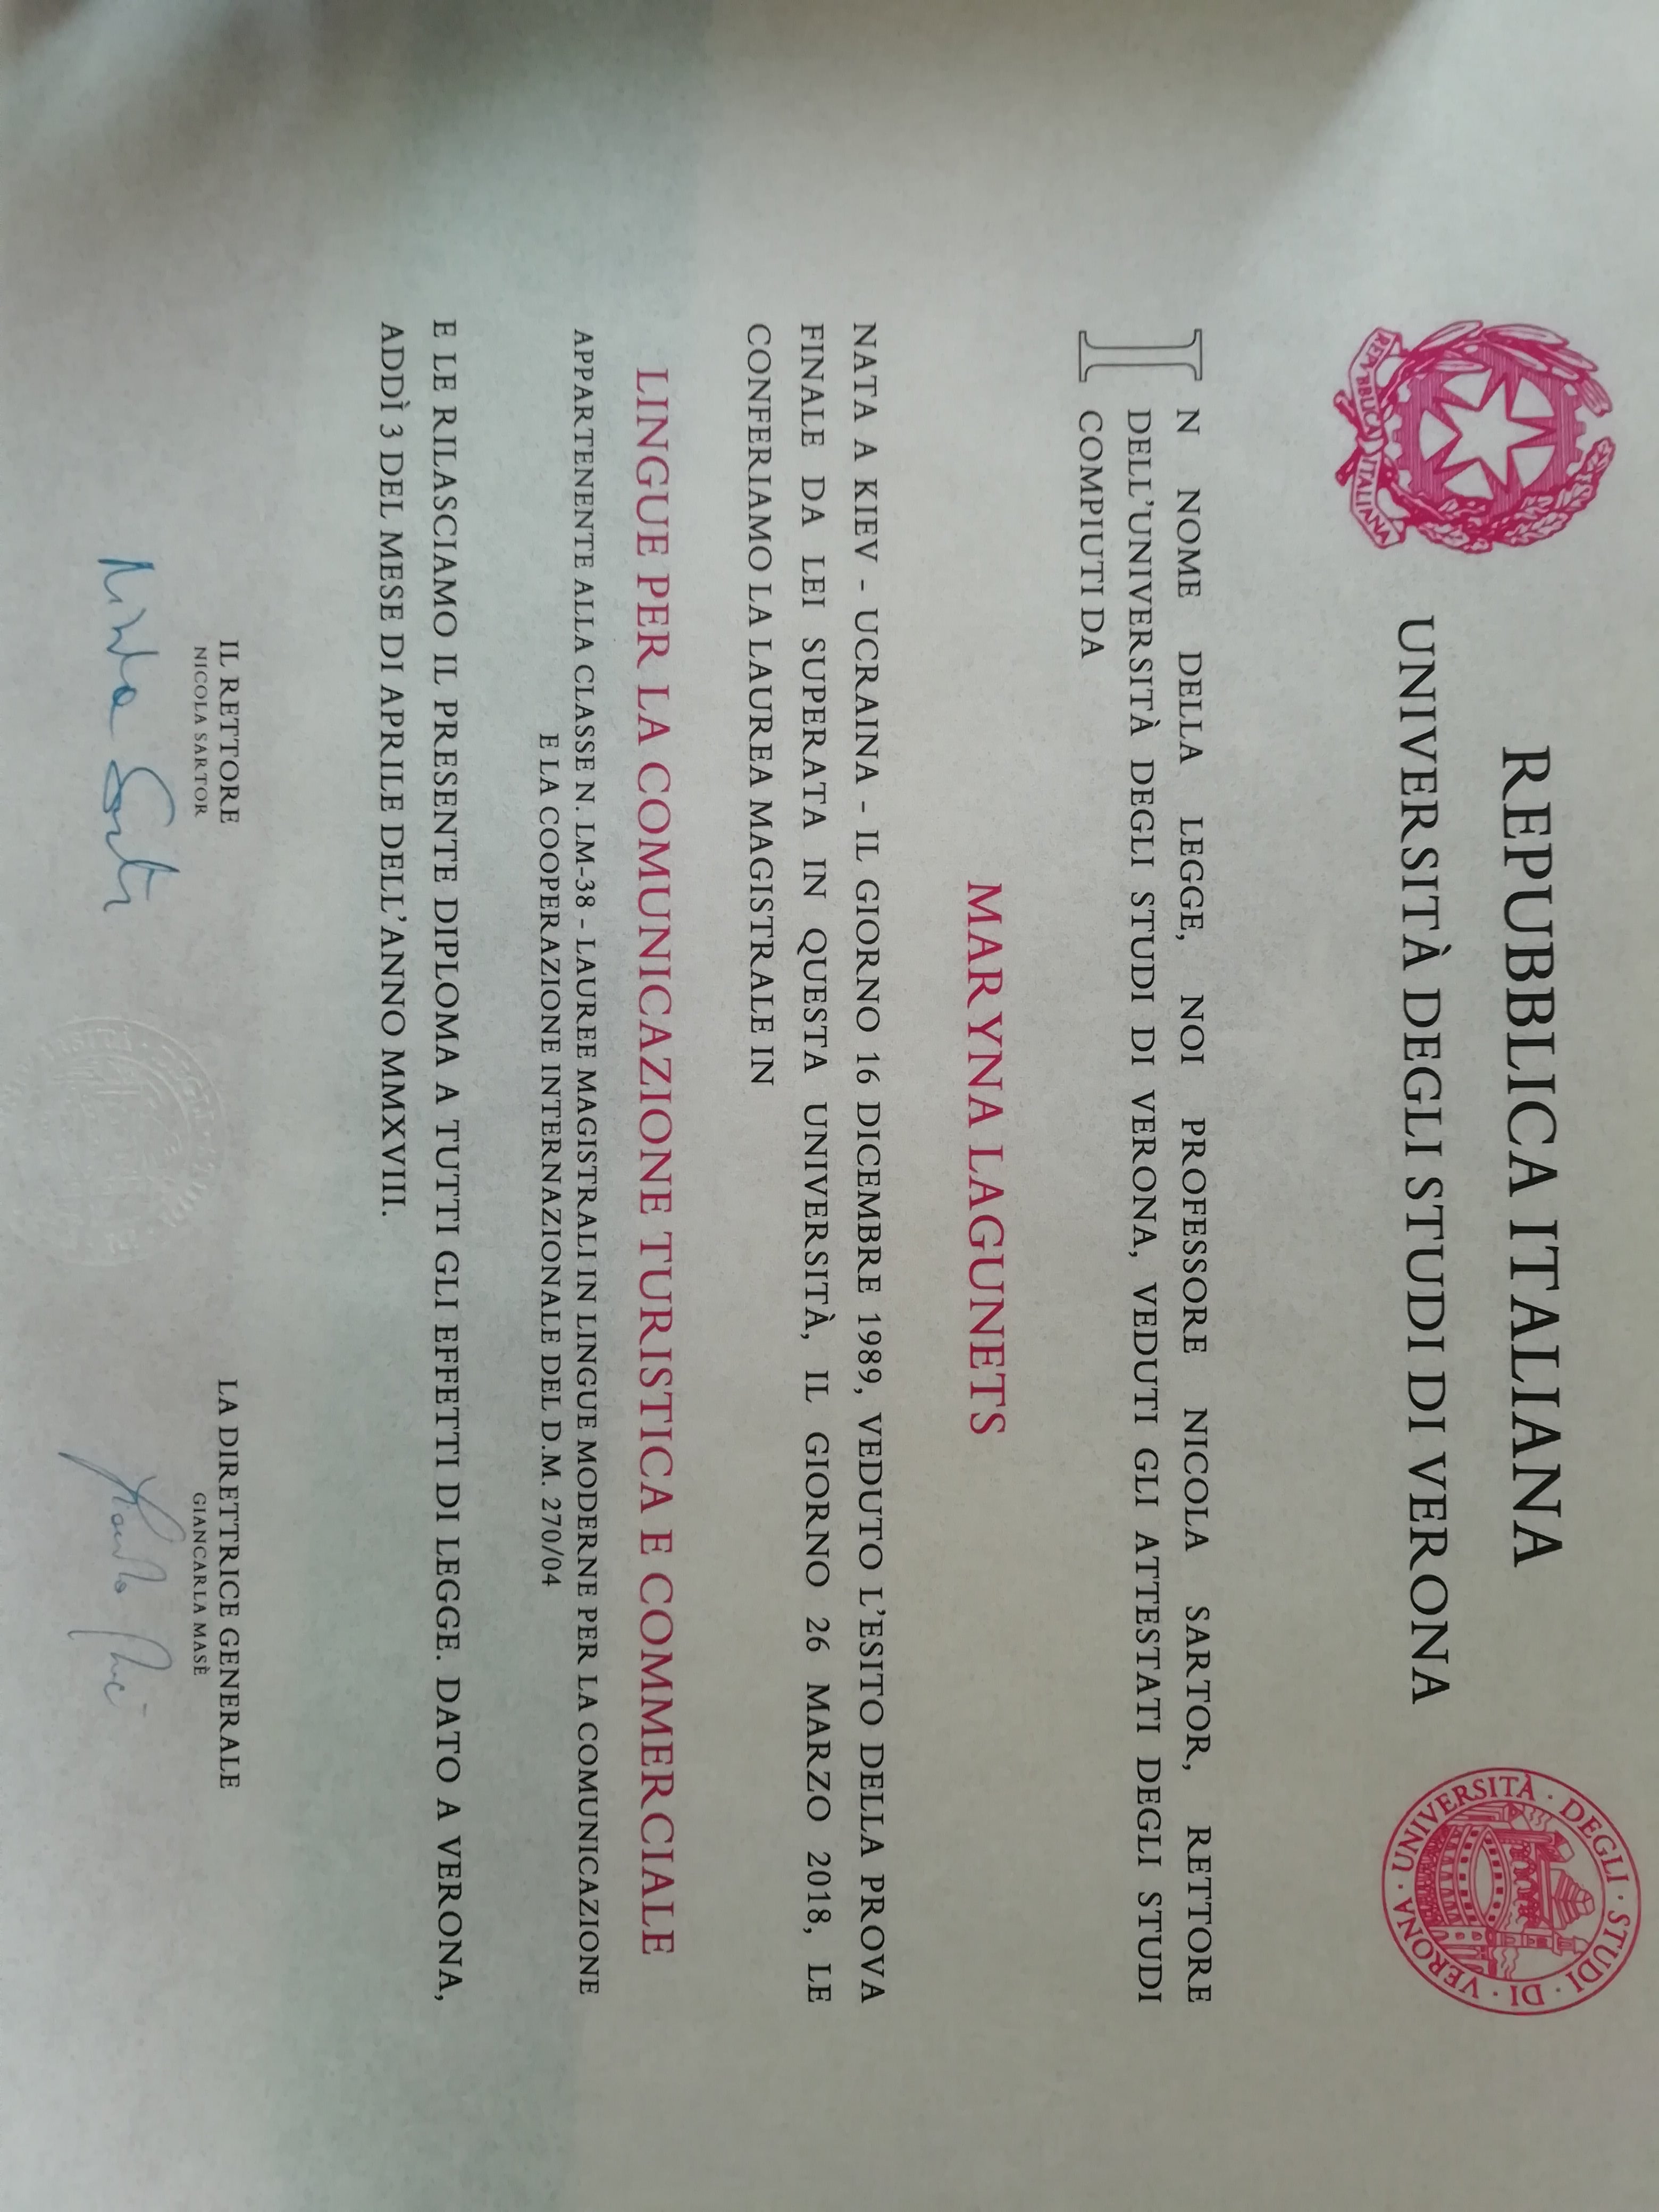 REPUBBLICA ITALIANA
UNIVERSITÀ DEGLI STUDI DI VERONA
REPUBBLICA ITALIANA
UNIVERSITÀ · DEGLI · STUDI · DI · VERONA ·
IN NOME DELLA LEGGE, NOI PROFESSORE NICOLA SARTOR, RETTORE
DELL'UNIVERSITÀ DEGLI STUDI DI VERONA, VEDUTI GLI ATTESTATI DEGLI STUDI
COMPIUTI DA
MARYNA LAGUNETS
NATA A KIEV - UCRAINA - IL GIORNO 16 DICEMBRE 1989, VEDUTO L'ESITO DELLA PROVA
FINALE DA LEI SUPERATA IN QUESTA UNIVERSITÀ, IL GIORNO 26 MARZO 2018, LE
CONFERIAMO LA LAUREA MAGISTRALE IN
LINGUE PER LA COMUNICAZIONE TURISTICA E COMMERCIALE
APPARTENENTE ALLA CLASSE N. LM-38 - LAUREE MAGISTRALI IN LINGUE MODERNE PER LA COMUNICAZIONE
E LA COOPERAZIONE INTERNAZIONALE DEL D.M. 270/04
E LE RILASCIAMO IL PRESENTE DIPLOMA A TUTTI GLI EFFETTI DI LEGGE. DATO A VERONA,
ADDÌ 3 DEL MESE DI APRILE DELL'ANNO MMXVIII.
IL RETTORE
NICOLA SARTOR
LA DIRETTRICE GENERALE
GIANCARLA MASÈ